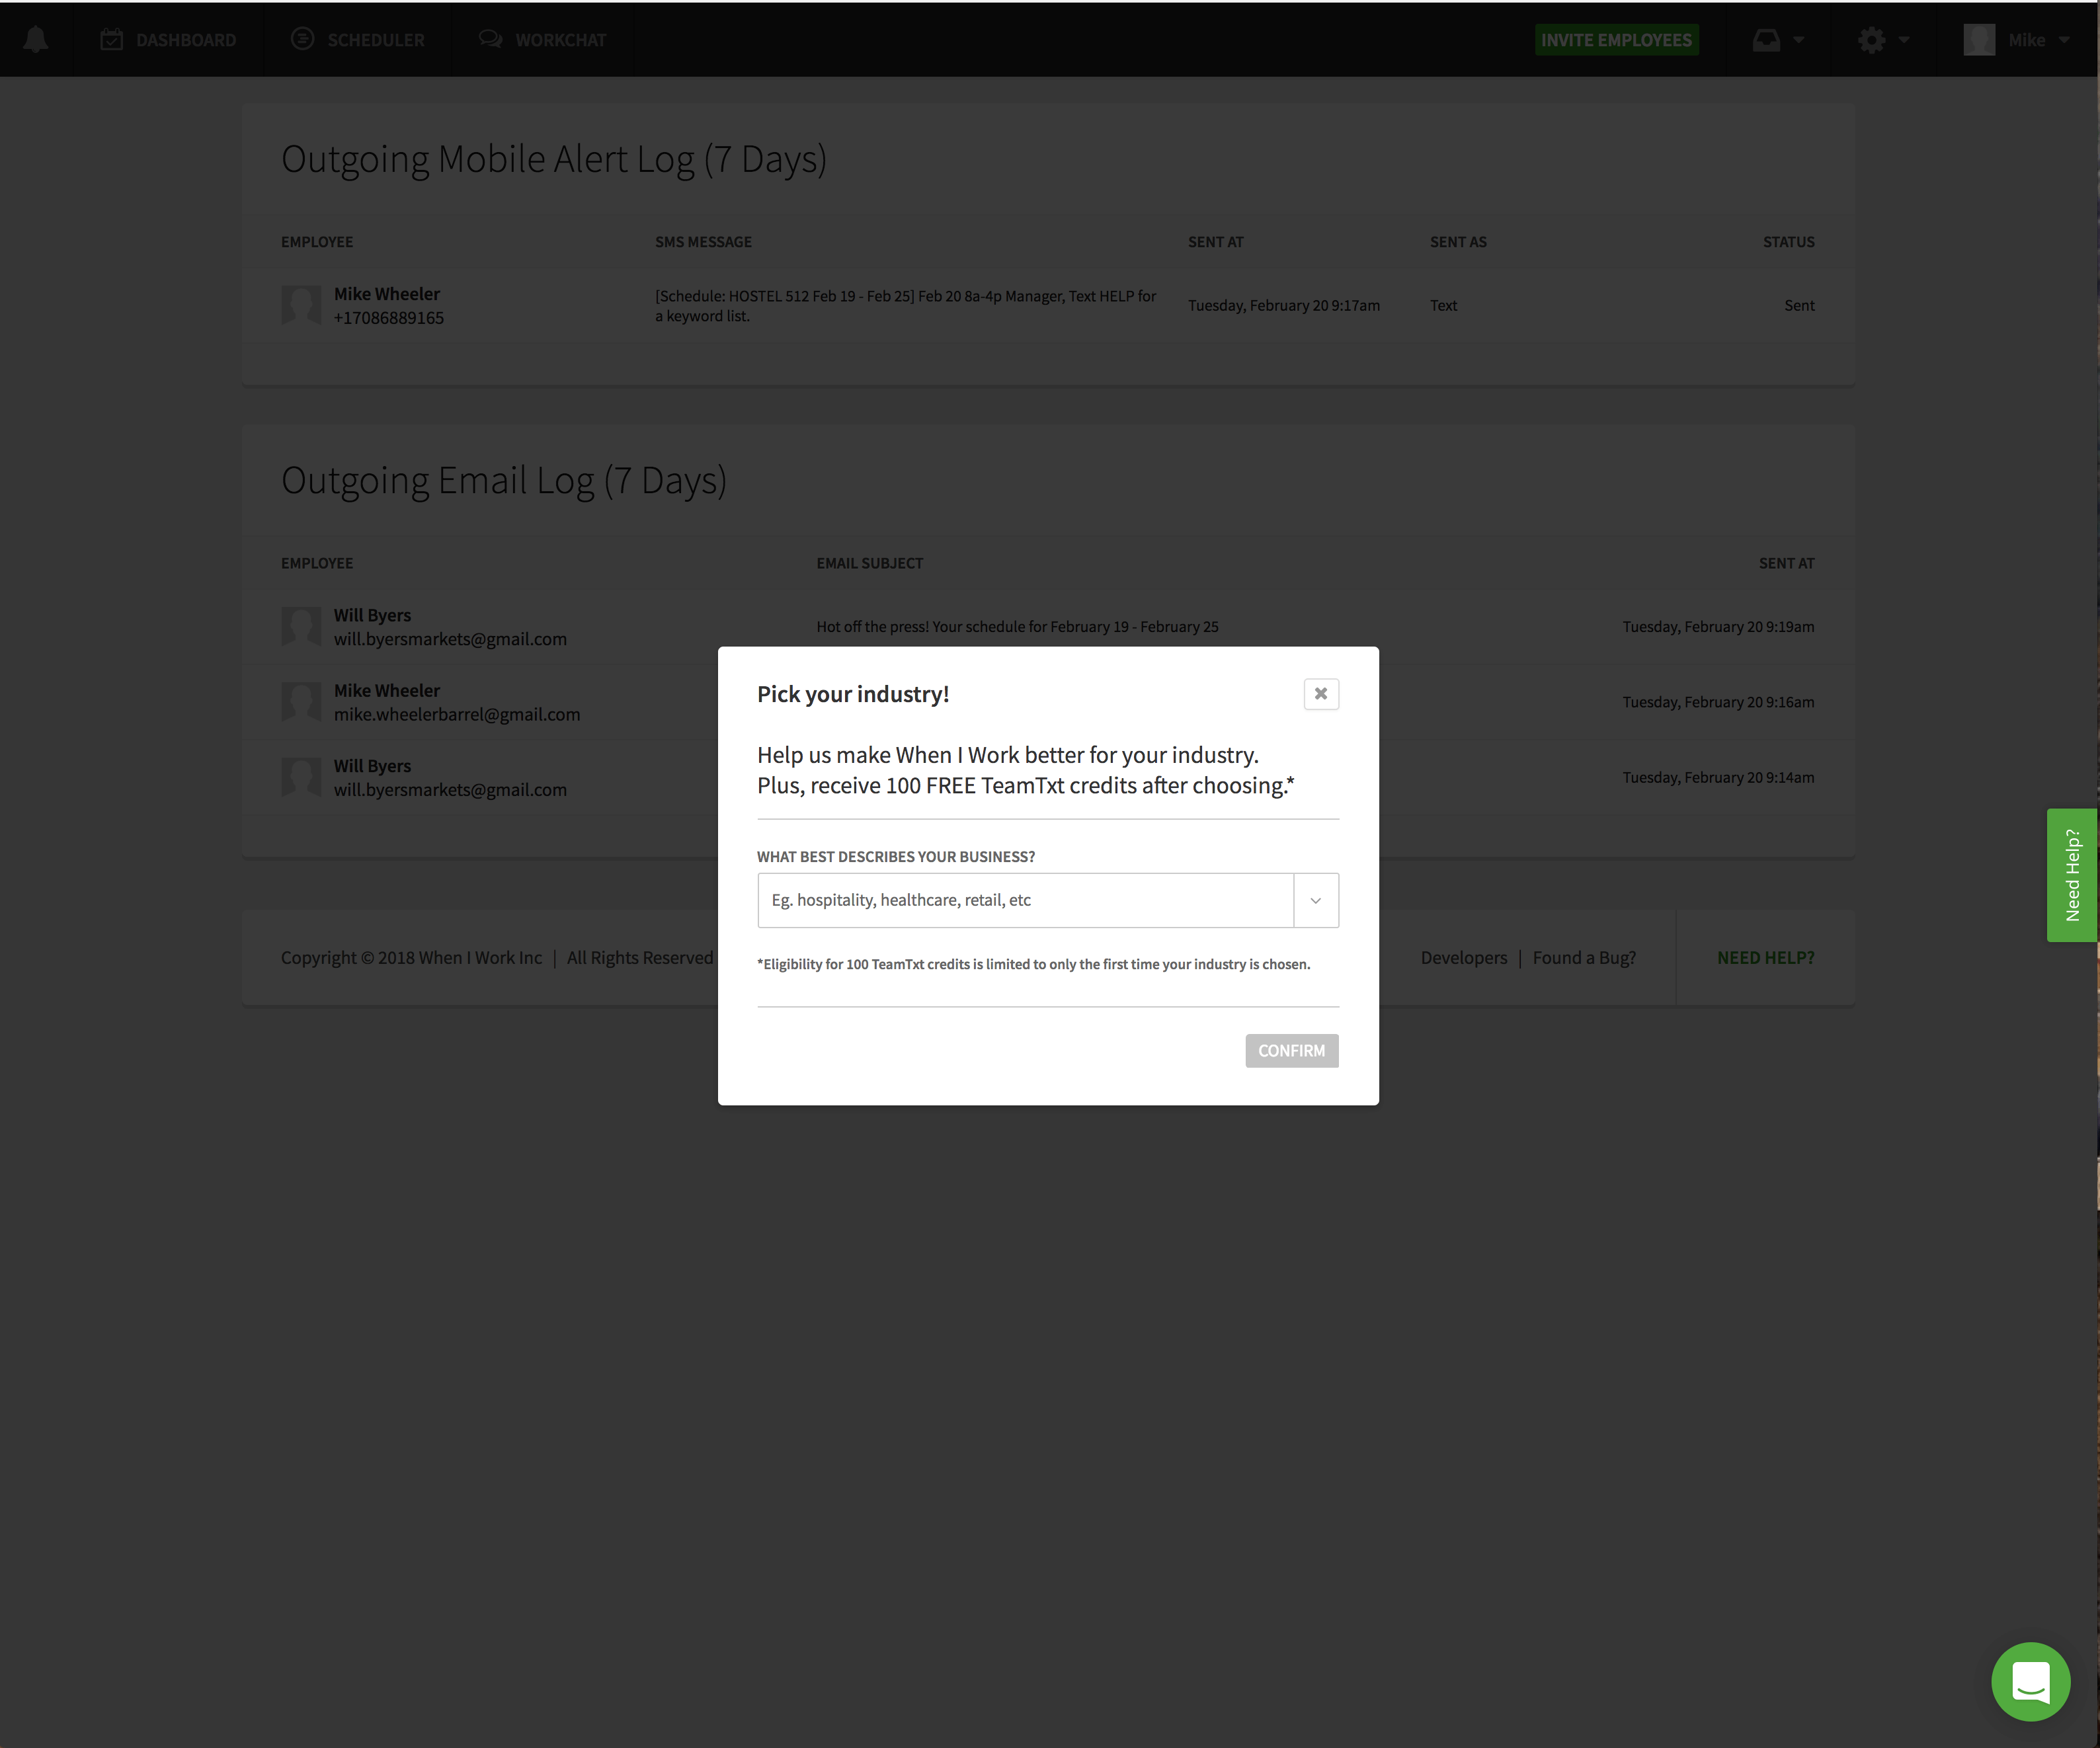 DASHBOARD SCHEDULER WORKCHAT INVITE EMPLOYEES Mike
Outgoing Mobile Alert Log (7 Days)
EMPLOYEE SMS MESSAGE SENT AT SENT AS STATUS
Mike Wheeler
+17086889165
[Schedule: HOSTEL 512 Feb 19 - Feb 25] Feb 20 8a-4p Manager, Text HELP for
a keyword list.
Tuesday, February 20 9:17am Text Sent
Outgoing Email Log (7 Days)
EMPLOYEE EMAIL SUBJECT SENT AT
Will Byers
will.byersmarkets@gmail.com
Hot off the press! Your schedule for February 19 - February 25
Tuesday, February 20 9:19am
Mike Wheeler
mike.wheelerbarrel@gmail.com
Tuesday, February 20 9:16am
Will Byers
will.byersmarkets@gmail.com
Tuesday, February 20 9:14am
Pick your industry!
Help us make When I Work better for your industry.
Plus, receive 100 FREE TeamTxt credits after choosing.*
WHAT BEST DESCRIBES YOUR BUSINESS?
Eg. hospitality, healthcare, retail, etc
*Eligibility for 100 TeamTxt credits is limited to only the first time your industry is chosen.
CONFIRM
Need Help?
Copyright © 2018 When I Work Inc | All Rights Reserved
Developers | Found a Bug? NEED HELP?